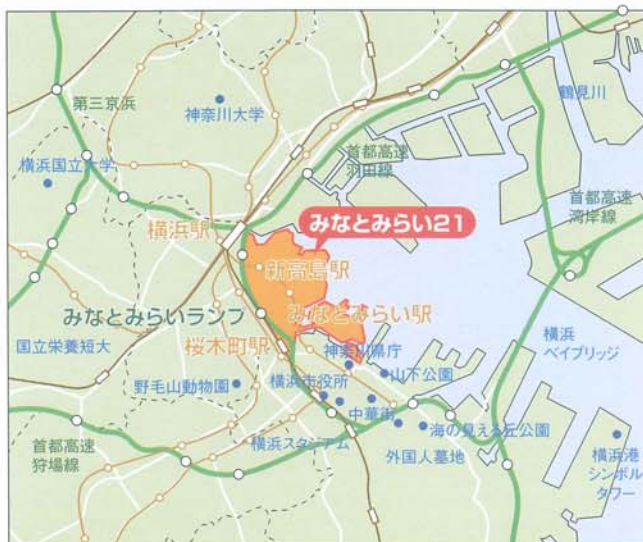 鶴見川
第三京浜
神奈川大学
首都高速
羽田線
横浜国立大学
首都高速
湾岸線
みなとみらい21
横浜駅
新高島駅
みなとみらいランプ
みなとみらい駅
国立栄養短大
桜木町駅
神奈川県庁
横浜
ベイブリッジ
野毛山動物園
横浜市役所
山下公園
中華街
首都高速
狩場線
横浜スタジアム
海の見える丘公園
外国人墓地
横浜港
シンボル
タワー